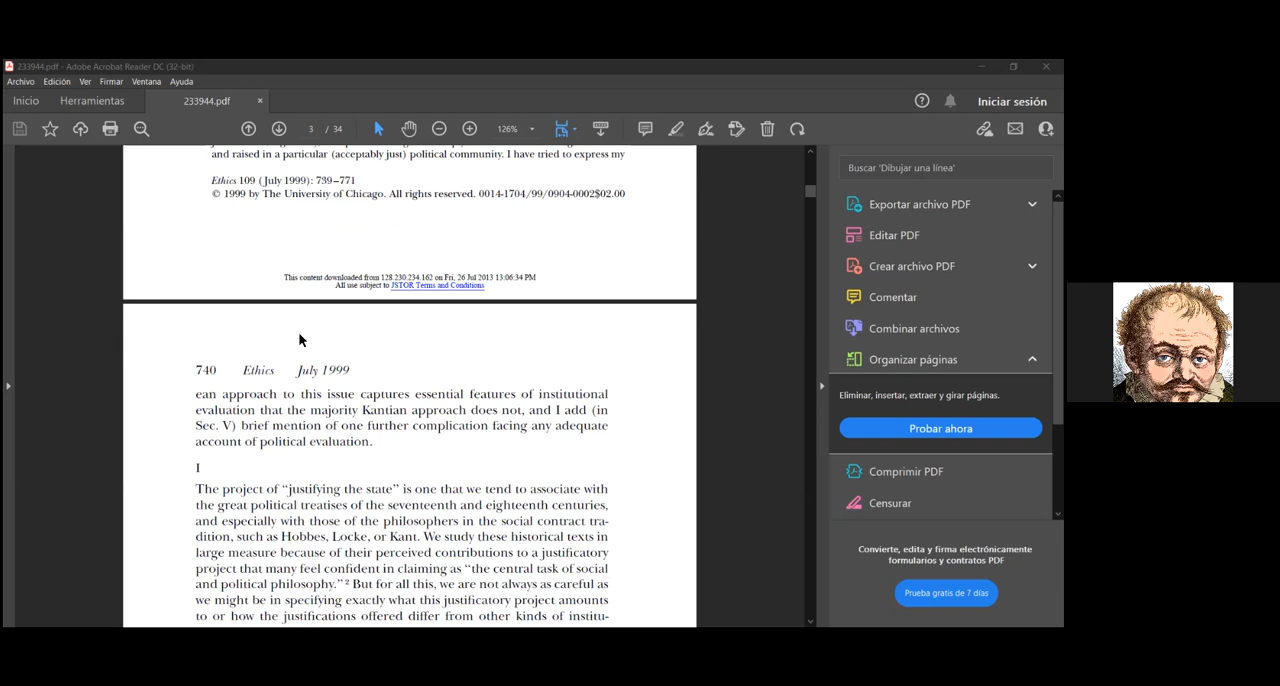 233944.pdf - Adobe Acrobat Reader DC (32-bit)
Archivo Edición Ver Firmar Ventana Ayuda
Inicio Herramientas 233944.pdf × Iniciar sesión
3 / 34 126%
and raised in a particular (acceptably just) political community. I have tried to express my
Ethics 109 (July 1999): 739–771
© 1999 by The University of Chicago. All rights reserved. 0014-1704/99/0904-0002$02.00
This content downloaded from 128.230.234.162 on Fri, 26 Jul 2013 13:06:34 PM
All use subject to JSTOR Terms and Conditions
740 Ethics July 1999
ean approach to this issue captures essential features of institutional
evaluation that the majority Kantian approach does not, and I add (in
Sec. V) brief mention of one further complication facing any adequate
account of political evaluation.
I
The project of “justifying the state” is one that we tend to associate with
the great political treatises of the seventeenth and eighteenth centuries,
and especially with those of the philosophers in the social contract tra-
dition, such as Hobbes, Locke, or Kant. We study these historical texts in
large measure because of their perceived contributions to a justificatory
project that many feel confident in claiming as “the central task of social
and political philosophy.” 2 But for all this, we are not always as careful as
we might be in specifying exactly what this justificatory project amounts
to or how the justifications offered differ from other kinds of institu-
Buscar 'Dibujar una línea'
Exportar archivo PDF
Editar PDF
Crear archivo PDF
Comentar
Combinar archivos
Organizar páginas
Eliminar, insertar, extraer y girar páginas.
Probar ahora
Comprimir PDF
Censurar
Convierte, edita y firma electrónicamente
formularios y contratos PDF
Prueba gratis de 7 días